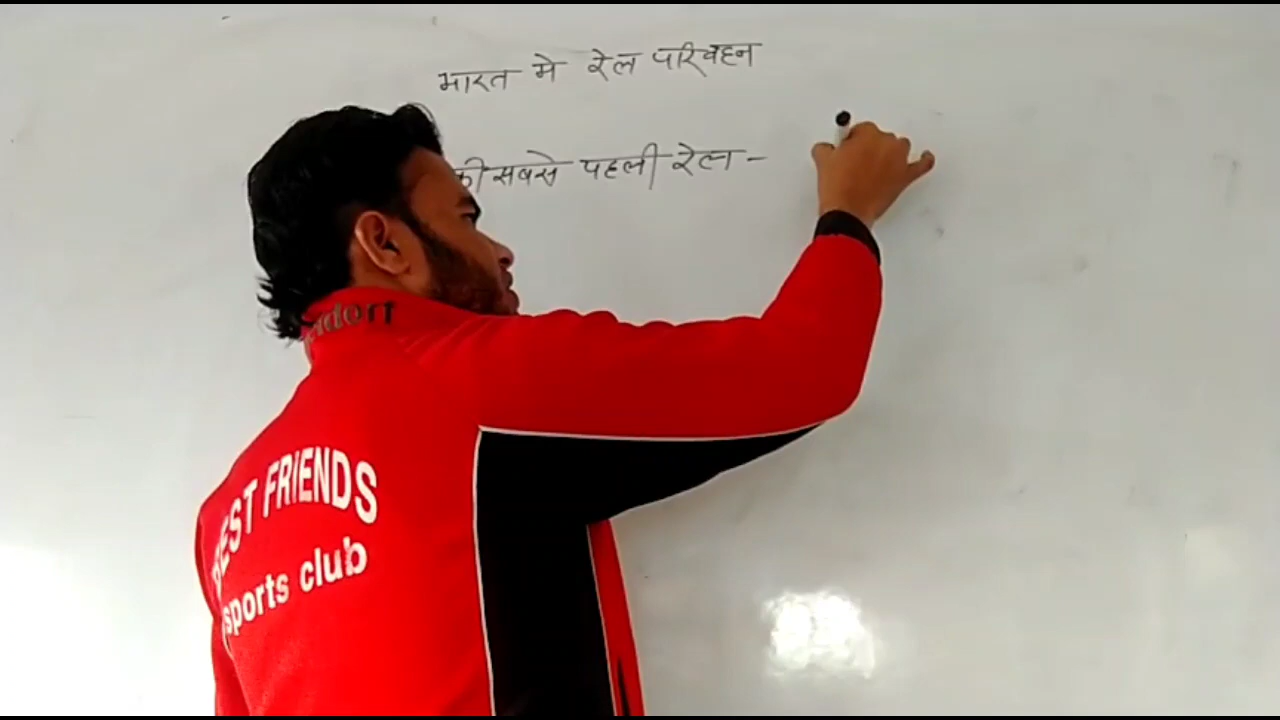 भारत मे रेल परिवहन
की सबसे पहली रेल -
BEST FRIENDS
sports club